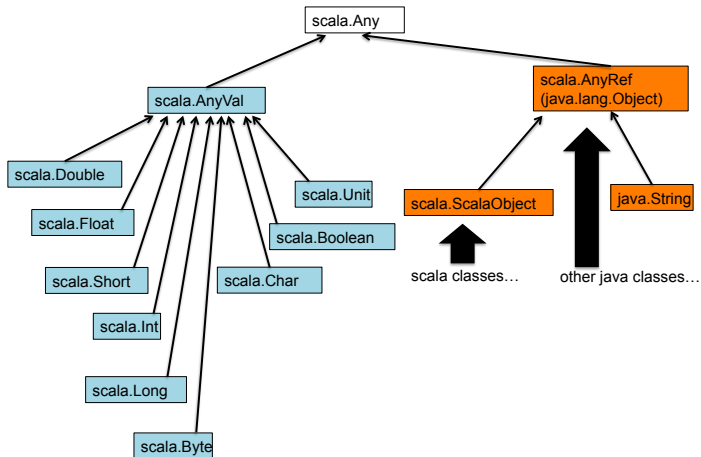 scala.Any
scala.AnyRef
(java.lang.Object)
scala.AnyVal
scala.Double
scala.Unit
scala.ScalaObject
java.String
scala.Float
scala.Boolean
scala.Short
scala.Char
scala classes…
other java classes…
scala.Int
scala.Long
scala.Byte